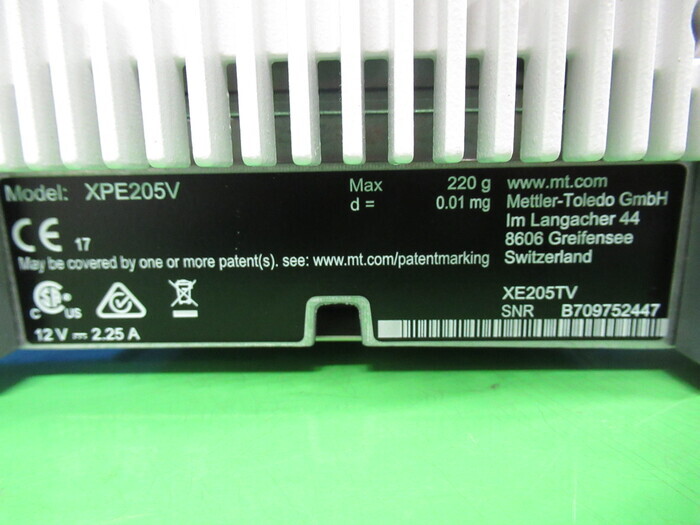 Model: XPE205V Max 220 g www.mt.com
d = 0.01 mg Mettler-Toledo GmbH
Im Langacher 44
CE 17 8606 Greifensee
May be covered by one or more patent(s). see: www.mt.com/patentmarking Switzerland
XE205TV
C US SNR B709752447
12 V ⎓ 2.25 A